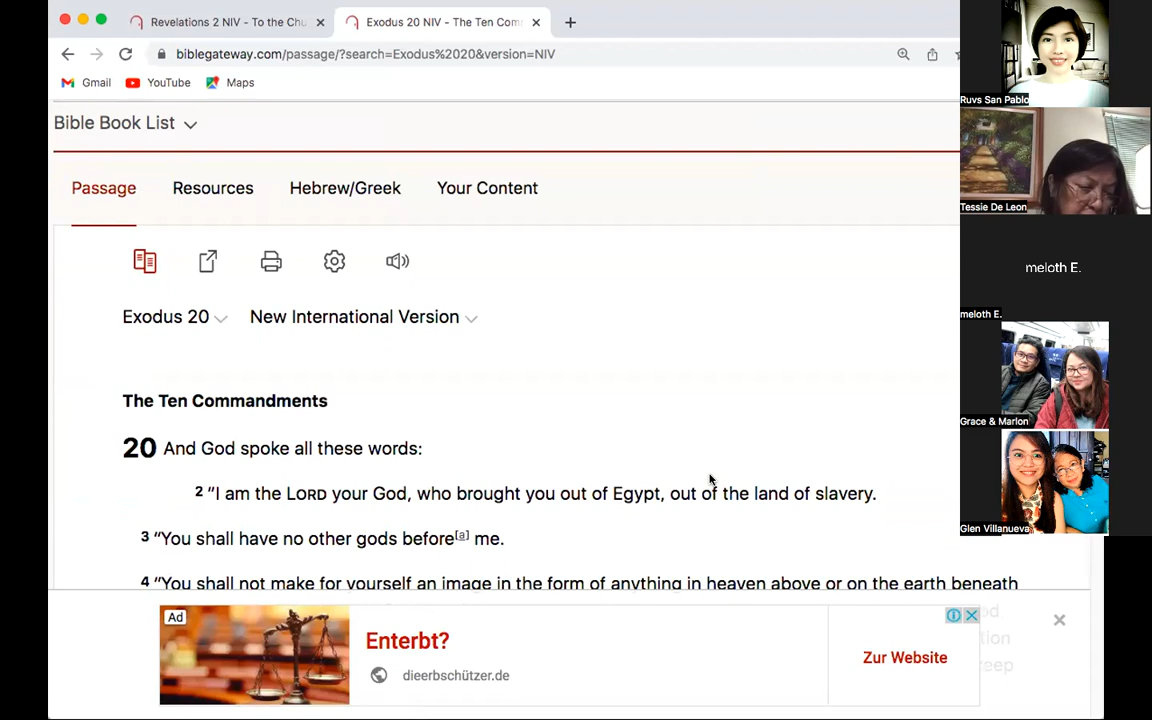 Revelations 2 NIV - To the Chu
Exodus 20 NIV - The Ten Com
biblegateway.com/passage/?search=Exodus%2020&version=NIV
Gmail
YouTube
Maps
Bible Book List
Passage
Resources
Hebrew/Greek
Your Content
Exodus 20
New International Version
The Ten Commandments
20 And God spoke all these words:
2 “I am the LORD your God, who brought you out of Egypt, out of the land of slavery.
3 “You shall have no other gods before[a] me.
4 “You shall not make for yourself an image in the form of anything in heaven above or on the earth beneath
Ad
Enterbt?
dieerbschützer.de
Zur Website
Ruvs San Pablo
Tessie De Leon
meloth E.
meloth E.
Grace & Marlon
Glen Villanueva